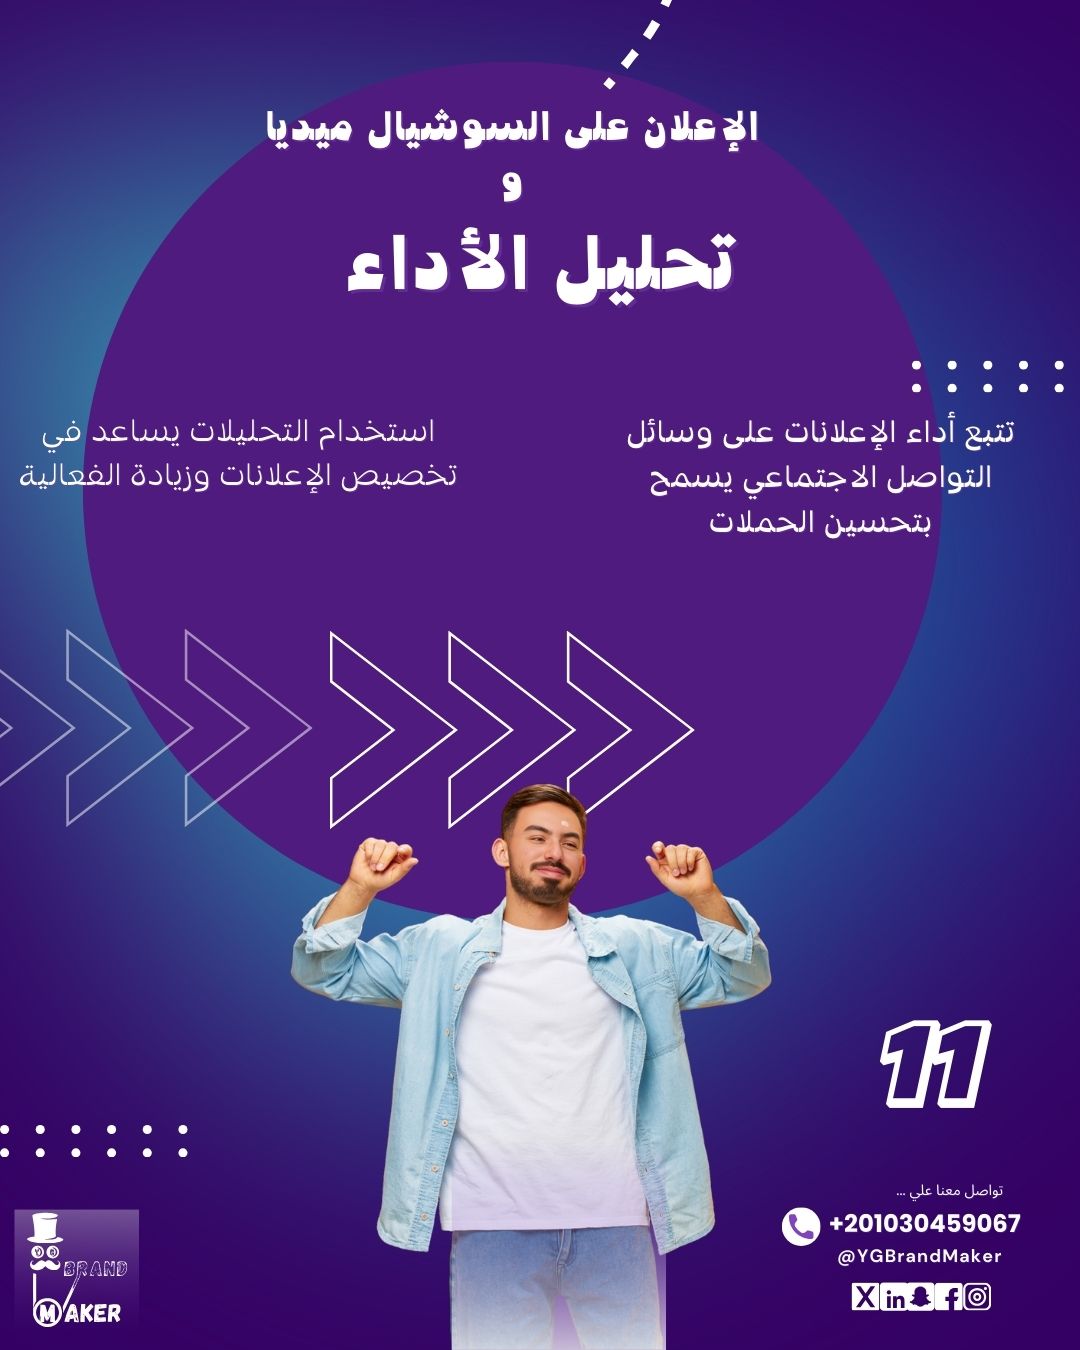 الإعلان على السوشيال ميديا
و
تحليل الأداء
تتبع أداء الإعلانات على وسائل
التواصل الاجتماعي يسمح
بتحسين الحملات
استخدام التحليلات يساعد في
تخصيص الإعلانات وزيادة الفعالية
11
تواصل معنا علي ...
+201030459067
@YGBrandMaker
BRAND
MAKER